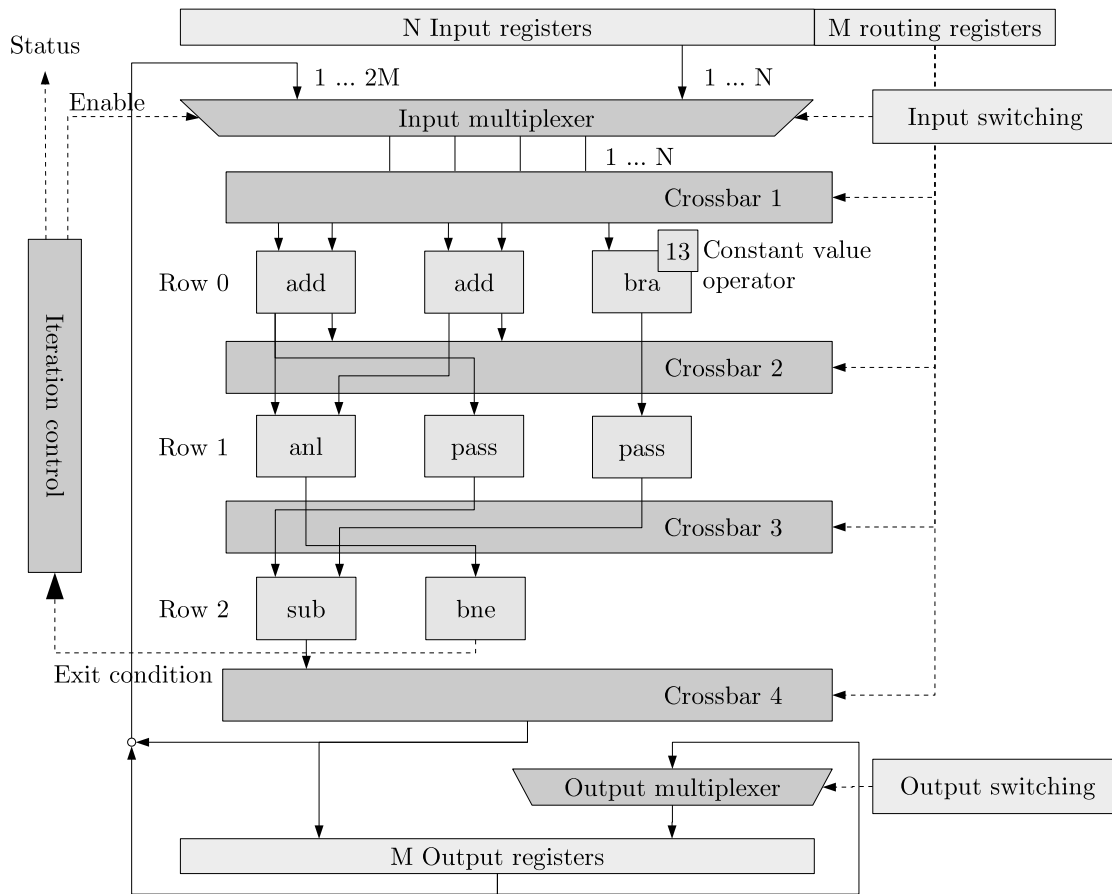 N Input registers
M routing registers
Status
1 ... 2M
1 ... N
Enable
Input multiplexer
Input switching
1 ... N
Crossbar 1
13
Constant value
operator
Row 0
add
add
bra
Iteration control
Crossbar 2
Row 1
anl
pass
pass
Crossbar 3
Row 2
sub
bne
Exit condition
Crossbar 4
Output multiplexer
Output switching
M Output registers